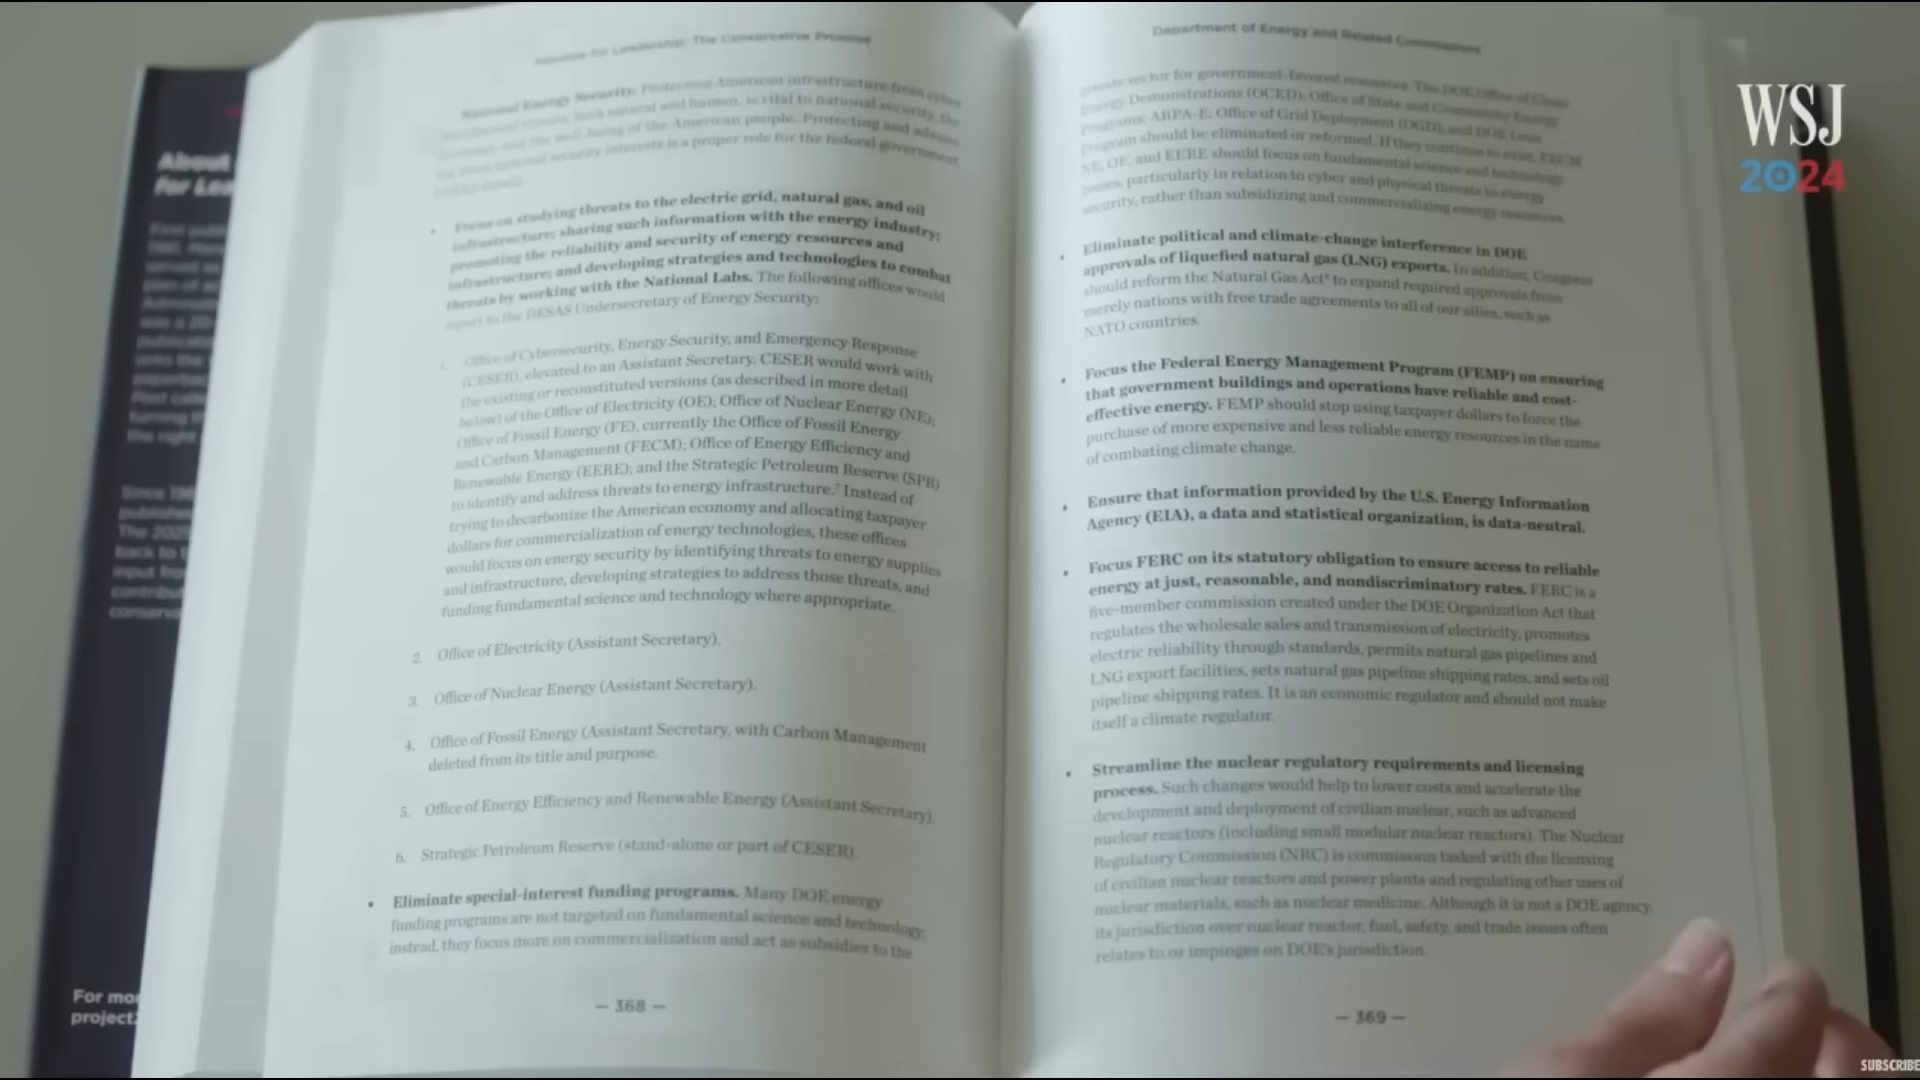 About
for Lea
For mor
project2
Mandate for Leadership: The Conservative Promise
National Energy Security. Protecting American infrastructure from cyber
both natural and human, is vital to national security, the
economy, and the well-being of the American people. Protecting and advanc-
ing these national security interests is a proper role for the federal government.
• Focus on studying threats to the electric grid, natural gas, and oil
infrastructure; sharing such information with the energy industry;
promoting the reliability and security of energy resources and
infrastructure; and developing strategies and technologies to combat
threats by working with the National Labs. The following offices would
report to the DESAS Undersecretary of Energy Security:
1. Office of Cybersecurity, Energy Security, and Emergency Response
(CESER), elevated to an Assistant Secretary. CESER would work with
the existing or reconstituted versions (as described in more detail
below) of the Office of Electricity (OE); Office of Nuclear Energy (NE);
Office of Fossil Energy (FE), currently the Office of Fossil Energy
and Carbon Management (FECM); Office of Energy Efficiency and
Renewable Energy (EERE); and the Strategic Petroleum Reserve (SPR)
to identify and address threats to energy infrastructure.7 Instead of
trying to decarbonize the American economy and allocating taxpayer
dollars for commercialization of energy technologies, these offices
would focus on energy security by identifying threats to energy supplies
and infrastructure, developing strategies to address those threats, and
funding fundamental science and technology where appropriate.
2. Office of Electricity (Assistant Secretary).
3. Office of Nuclear Energy (Assistant Secretary).
4. Office of Fossil Energy (Assistant Secretary, with Carbon Management
deleted from its title and purpose.
5. Office of Energy Efficiency and Renewable Energy (Assistant Secretary).
6. Strategic Petroleum Reserve (stand-alone or part of CESER).
• Eliminate special-interest funding programs. Many DOE energy
funding programs are not targeted on fundamental science and technology;
instead, they focus more on commercialization and act as subsidies to the
— 368 —
Department of Energy and Related Commissions
private sector for government-favored resources. The DOE Office of Clean
Energy Demonstrations (OCED); Office of State and Community Energy
Programs; ARPA-E; Office of Grid Deployment (OGD); and DOE Loan
Program should be eliminated or reformed. If they continue to exist, FECM
NE, OE, and EERE should focus on fundamental science and technology
issues, particularly in relation to cyber and physical threats to energy
security, rather than subsidizing and commercializing energy resources.
• Eliminate political and climate-change interference in DOE
approvals of liquefied natural gas (LNG) exports. In addition, Congress
should reform the Natural Gas Act8 to expand required approvals from
merely nations with free trade agreements to all of our allies, such as
NATO countries.
• Focus the Federal Energy Management Program (FEMP) on ensuring
that government buildings and operations have reliable and cost-
effective energy. FEMP should stop using taxpayer dollars to force the
purchase of more expensive and less reliable energy resources in the name
of combating climate change.
• Ensure that information provided by the U.S. Energy Information
Agency (EIA), a data and statistical organization, is data-neutral.
• Focus FERC on its statutory obligation to ensure access to reliable
energy at just, reasonable, and nondiscriminatory rates. FERC is a
five-member commission created under the DOE Organization Act that
regulates the wholesale sales and transmission of electricity, promotes
electric reliability through standards, permits natural gas pipelines and
LNG export facilities, sets natural gas pipeline shipping rates, and sets oil
pipeline shipping rates. It is an economic regulator and should not make
itself a climate regulator.
• Streamline the nuclear regulatory requirements and licensing
process. Such changes would help to lower costs and accelerate the
development and deployment of civilian nuclear, such as advanced
nuclear reactors (including small modular nuclear reactors). The Nuclear
Regulatory Commission (NRC) is commission tasked with the licensing
of civilian nuclear reactors and power plants and regulating other uses of
nuclear materials, such as nuclear medicine. Although it is not a DOE agency,
its jurisdiction over nuclear reactor, fuel, safety, and trade issues often
relates to or impinges on DOE's jurisdiction.
— 369 —
WSJ
2024
SUBSCRIBE